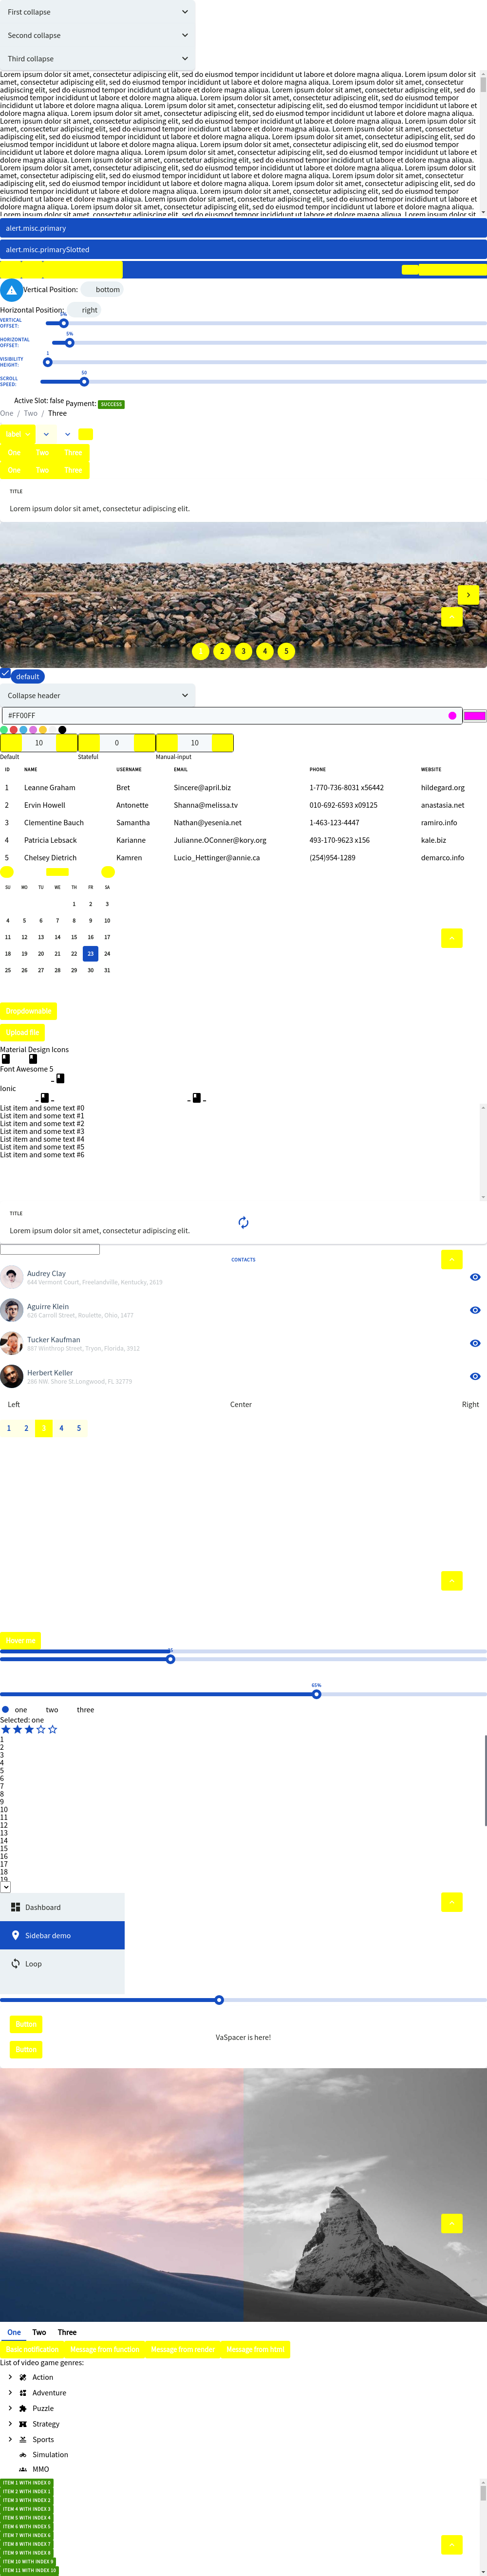 First collapse
Second collapse
Third collapse
Lorem ipsum dolor sit amet, consectetur adipiscing elit, sed do eiusmod tempor incididunt ut labore et dolore magna aliqua. Lorem ipsum dolor sit
amet, consectetur adipiscing elit, sed do eiusmod tempor incididunt ut labore et dolore magna aliqua. Lorem ipsum dolor sit amet, consectetur
adipiscing elit, sed do eiusmod tempor incididunt ut labore et dolore magna aliqua. Lorem ipsum dolor sit amet, consectetur adipiscing elit, sed do
eiusmod tempor incididunt ut labore et dolore magna aliqua. Lorem ipsum dolor sit amet, consectetur adipiscing elit, sed do eiusmod tempor
incididunt ut labore et dolore magna aliqua. Lorem ipsum dolor sit amet, consectetur adipiscing elit, sed do eiusmod tempor incididunt ut labore et
dolore magna aliqua. Lorem ipsum dolor sit amet, consectetur adipiscing elit, sed do eiusmod tempor incididunt ut labore et dolore magna aliqua.
Lorem ipsum dolor sit amet, consectetur adipiscing elit, sed do eiusmod tempor incididunt ut labore et dolore magna aliqua. Lorem ipsum dolor sit
amet, consectetur adipiscing elit, sed do eiusmod tempor incididunt ut labore et dolore magna aliqua. Lorem ipsum dolor sit amet, consectetur
adipiscing elit, sed do eiusmod tempor incididunt ut labore et dolore magna aliqua. Lorem ipsum dolor sit amet, consectetur adipiscing elit, sed do
eiusmod tempor incididunt ut labore et dolore magna aliqua. Lorem ipsum dolor sit amet, consectetur adipiscing elit, sed do eiusmod tempor
incididunt ut labore et dolore magna aliqua. Lorem ipsum dolor sit amet, consectetur adipiscing elit, sed do eiusmod tempor incididunt ut labore et
dolore magna aliqua. Lorem ipsum dolor sit amet, consectetur adipiscing elit, sed do eiusmod tempor incididunt ut labore et dolore magna aliqua.
Lorem ipsum dolor sit amet, consectetur adipiscing elit, sed do eiusmod tempor incididunt ut labore et dolore magna aliqua. Lorem ipsum dolor sit
amet, consectetur adipiscing elit, sed do eiusmod tempor incididunt ut labore et dolore magna aliqua. Lorem ipsum dolor sit amet, consectetur
adipiscing elit, sed do eiusmod tempor incididunt ut labore et dolore magna aliqua. Lorem ipsum dolor sit amet, consectetur adipiscing elit, sed do
eiusmod tempor incididunt ut labore et dolore magna aliqua. Lorem ipsum dolor sit amet, consectetur adipiscing elit, sed do eiusmod tempor
incididunt ut labore et dolore magna aliqua. Lorem ipsum dolor sit amet, consectetur adipiscing elit, sed do eiusmod tempor incididunt ut labore et
dolore magna aliqua. Lorem ipsum dolor sit amet, consectetur adipiscing elit, sed do eiusmod tempor incididunt ut labore et dolore magna aliqua.
alert.misc.primary
alert.misc.primarySlotted
Vertical Position: bottom
Horizontal Position: right
VERTICAL OFFSET: 5%
HORIZONTAL OFFSET: 5%
VISIBILITY HEIGHT: 1
SCROLL SPEED: 50
Active Slot: false Payment: SUCCESS
One / Two / Three
One Two Three
One Two Three
TITLE
Lorem ipsum dolor sit amet, consectetur adipiscing elit.
1 2 3 4 5
default
Collapse header
#FF00FF
10 0 10
Default Stateful Manual-input
ID NAME USERNAME EMAIL PHONE WEBSITE
1 Leanne Graham Bret Sincere@april.biz 1-770-736-8031 x56442 hildegard.org
2 Ervin Howell Antonette Shanna@melissa.tv 010-692-6593 x09125 anastasia.net
3 Clementine Bauch Samantha Nathan@yesenia.net 1-463-123-4447 ramiro.info
4 Patricia Lebsack Karianne Julianne.OConner@kory.org 493-170-9623 x156 kale.biz
5 Chelsey Dietrich Kamren Lucio_Hettinger@annie.ca (254)954-1289 demarco.info
SU MO TU WE TH FR SA
1 2 3
4 5 6 7 8 9 10
11 12 13 14 15 16 17
18 19 20 21 22 23 24
25 26 27 28 29 30 31
Dropdownable
Upload file
Material Design Icons
Font Awesome 5
Ionic
List item and some text #0
List item and some text #1
List item and some text #2
List item and some text #3
List item and some text #4
List item and some text #5
List item and some text #6
TITLE
Lorem ipsum dolor sit amet, consectetur adipiscing elit.
CONTACTS
Audrey Clay
644 Vermont Court, Freelandville, Kentucky, 2619
Aguirre Klein
626 Carroll Street, Roulette, Ohio, 1477
Tucker Kaufman
887 Winthrop Street, Tryon, Florida, 3912
Herbert Keller
286 NW. Shore St.Longwood, FL 32779
Left Center Right
1 2 3 4 5
Hover me
35
65%
one two three
Selected: one
1
2
3
4
5
6
7
8
9
10
11
12
13
14
15
16
17
18
19
Dashboard
Sidebar demo
Loop
Button
VaSpacer is here!
Button
One Two Three
Basic notification Message from function Message from render Message from html
List of video game genres:
Action
Adventure
Puzzle
Strategy
Sports
Simulation
MMO
ITEM 1 WITH INDEX 0
ITEM 2 WITH INDEX 1
ITEM 3 WITH INDEX 2
ITEM 4 WITH INDEX 3
ITEM 5 WITH INDEX 4
ITEM 6 WITH INDEX 5
ITEM 7 WITH INDEX 6
ITEM 8 WITH INDEX 7
ITEM 9 WITH INDEX 8
ITEM 10 WITH INDEX 9
ITEM 11 WITH INDEX 10